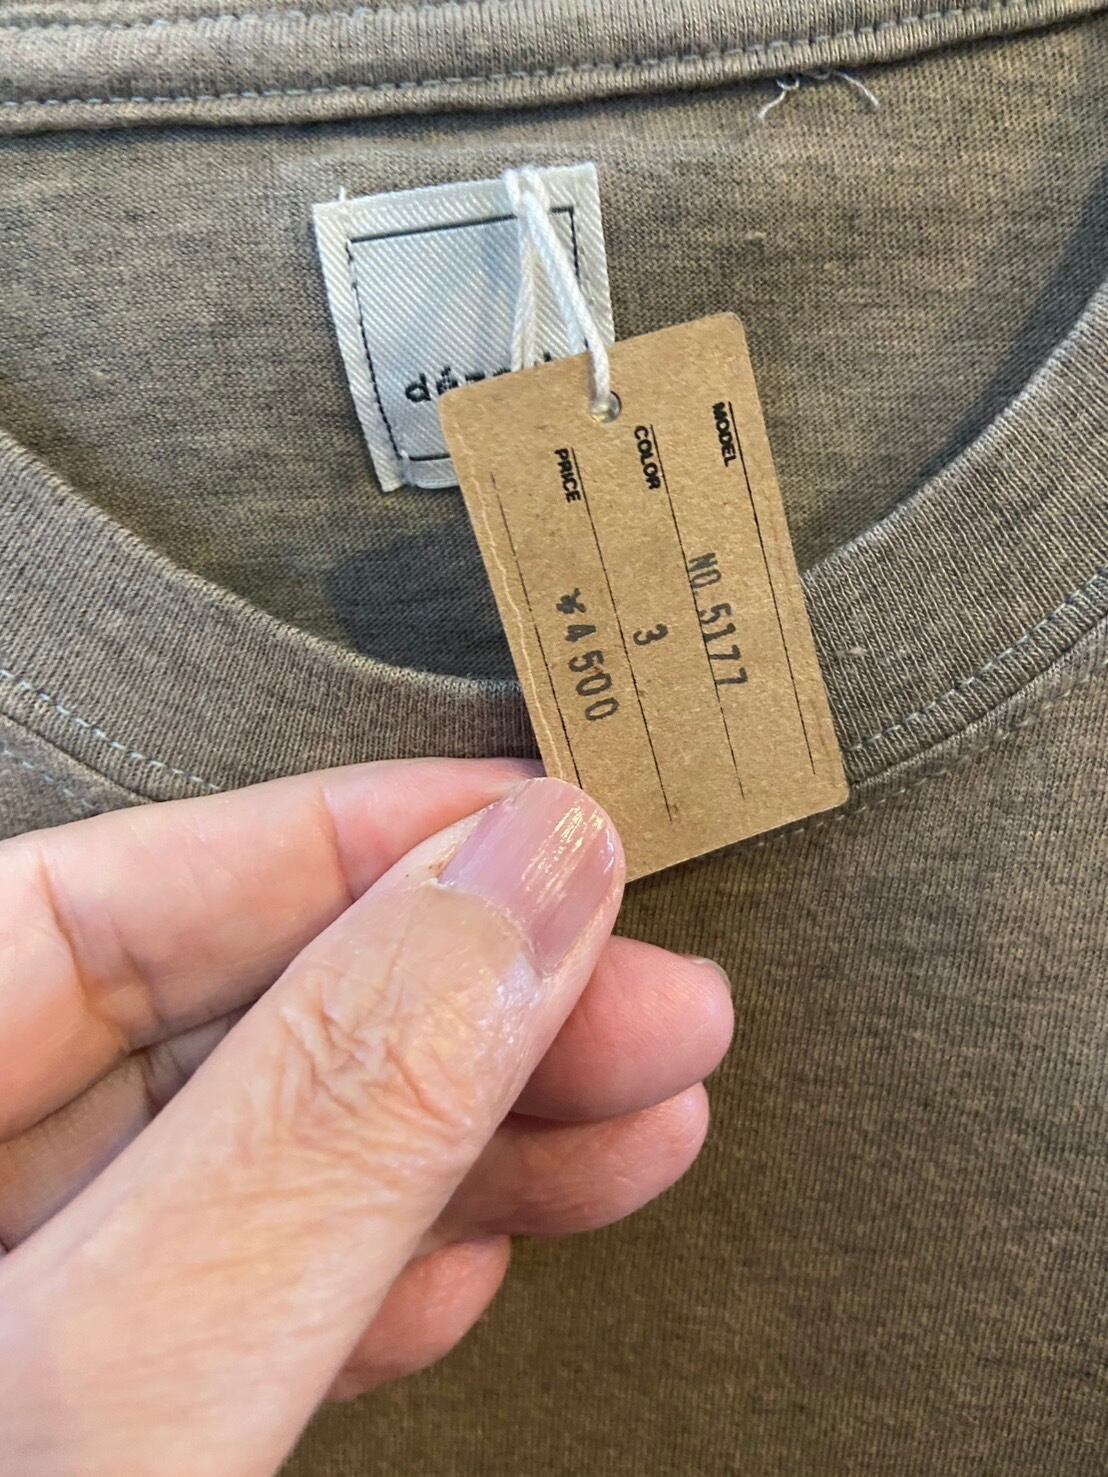 MODEL NO.5177
COLOR 3
PRICE ¥4500